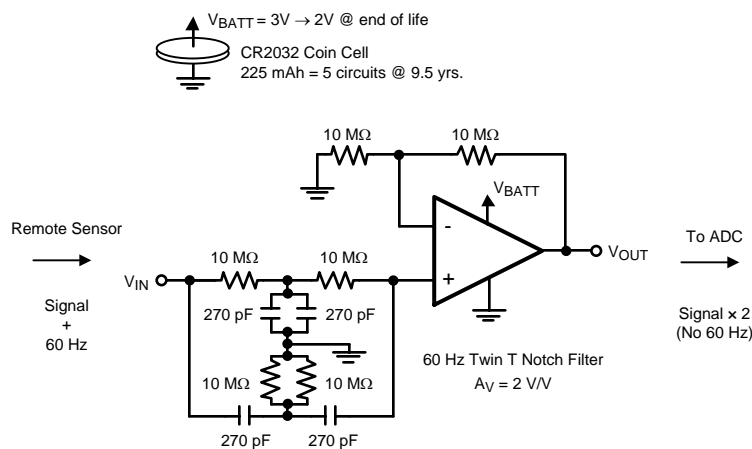 V_BATT = 3V → 2V @ end of life
CR2032 Coin Cell
225 mAh = 5 circuits @ 9.5 yrs.
10 MΩ
10 MΩ
V_BATT
-
+
V_OUT
Remote Sensor
Signal
+
60 Hz
V_IN
10 MΩ
10 MΩ
270 pF
270 pF
10 MΩ
10 MΩ
270 pF
270 pF
To ADC
Signal × 2
(No 60 Hz)
60 Hz Twin T Notch Filter
A_V = 2 V/V